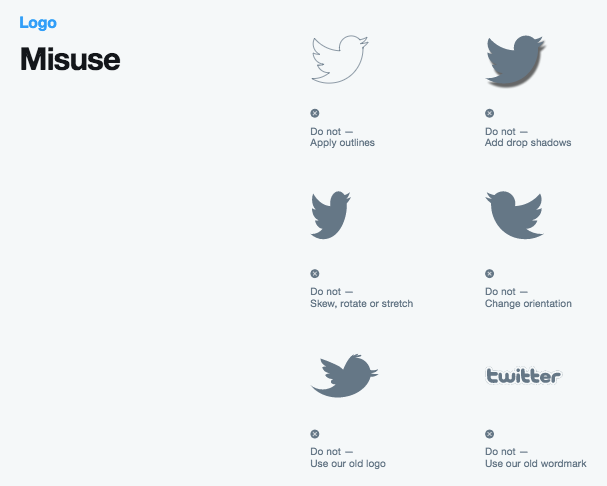 Logo
Misuse
Do not —
Apply outlines
Do not —
Add drop shadows
Do not —
Skew, rotate or stretch
Do not —
Change orientation
Do not —
Use our old logo
twitter
Do not —
Use our old wordmark